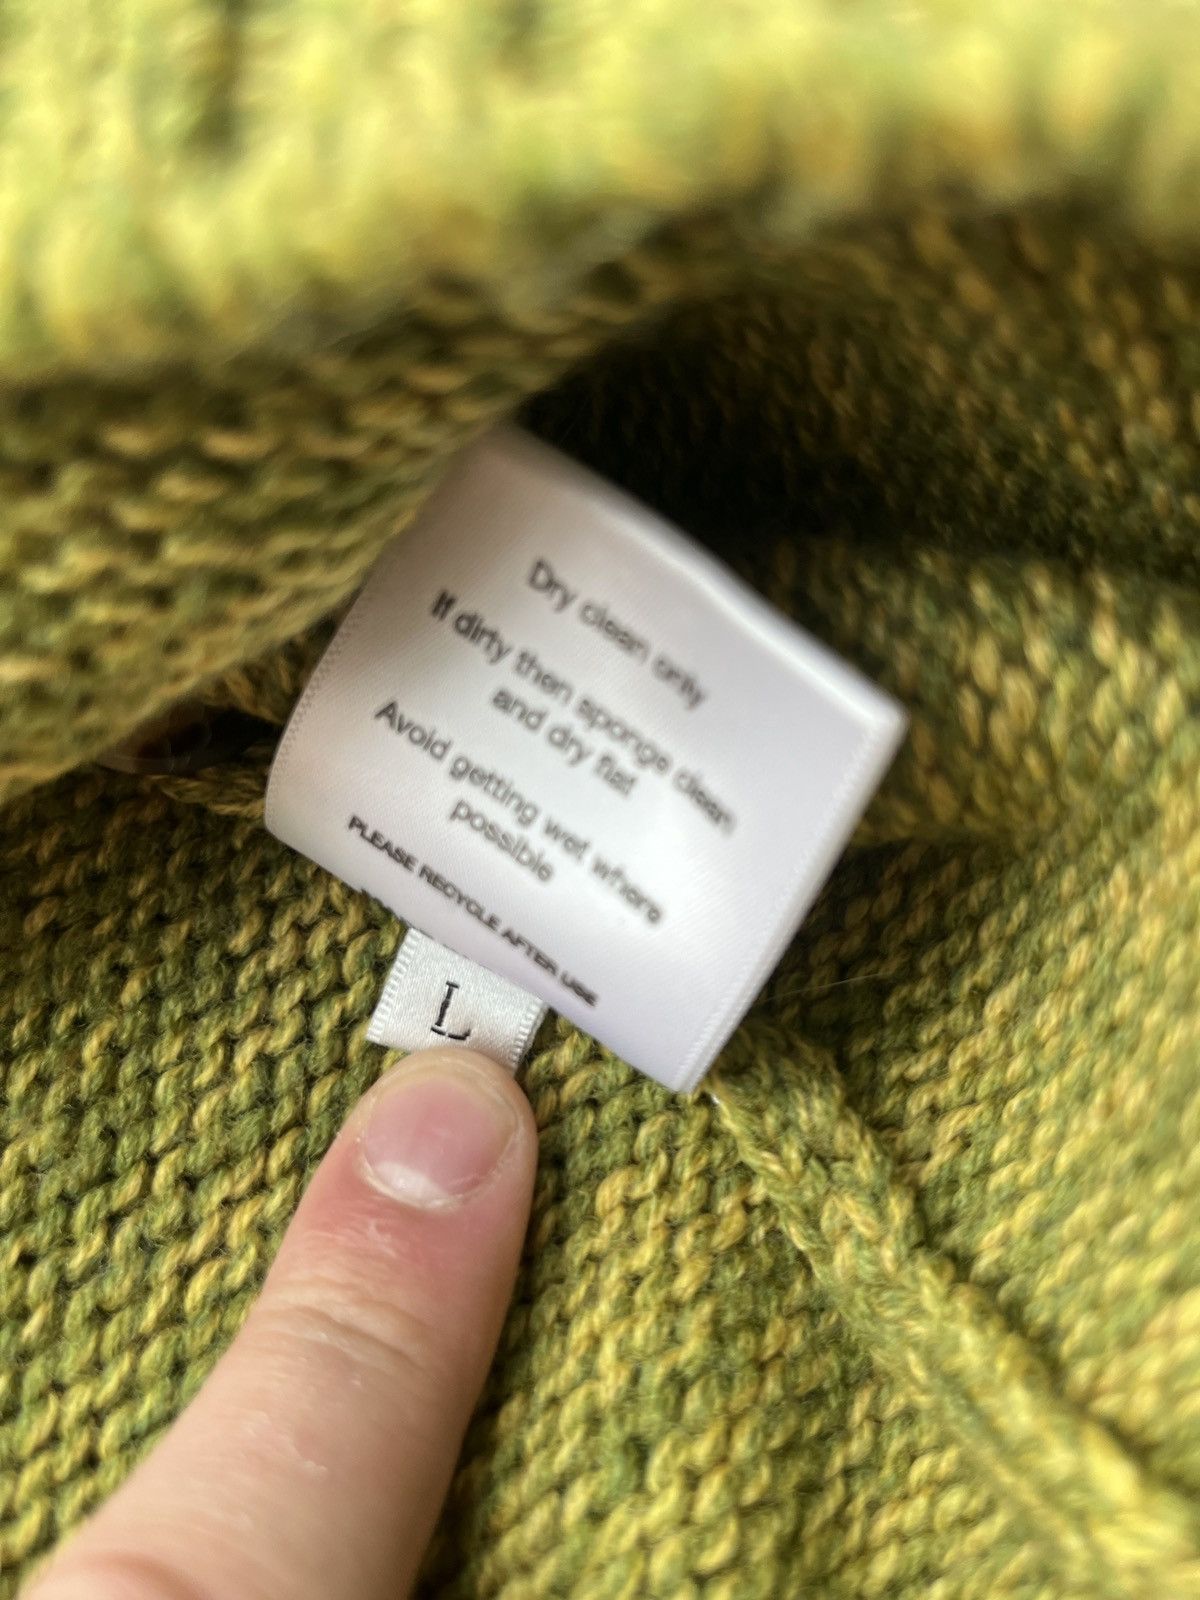 Dry clean only
If dirty then sponge clean
and dry flat
Avoid getting wet where
possible
PLEASE RECYCLE AFTER USE
L